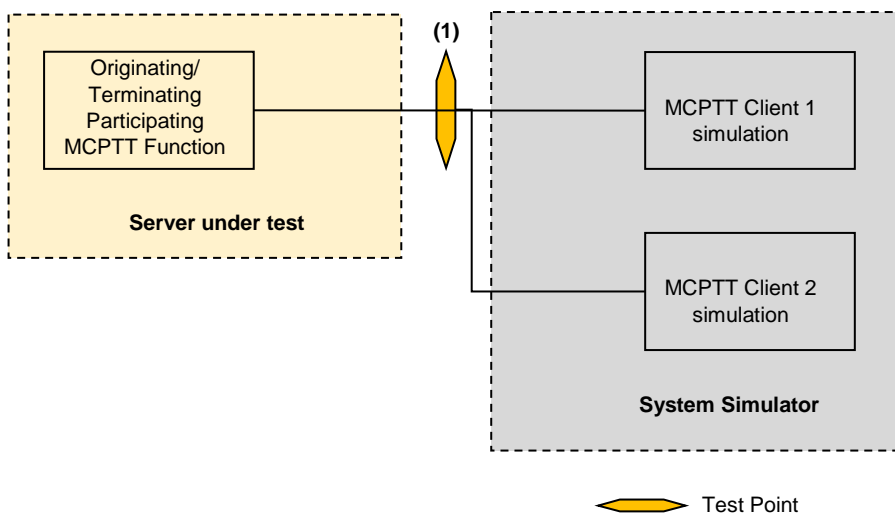 (1)
Originating/
Terminating
Participating
MCPTT Function
Server under test
MCPTT Client 1
simulation
MCPTT Client 2
simulation
System Simulator
Test Point